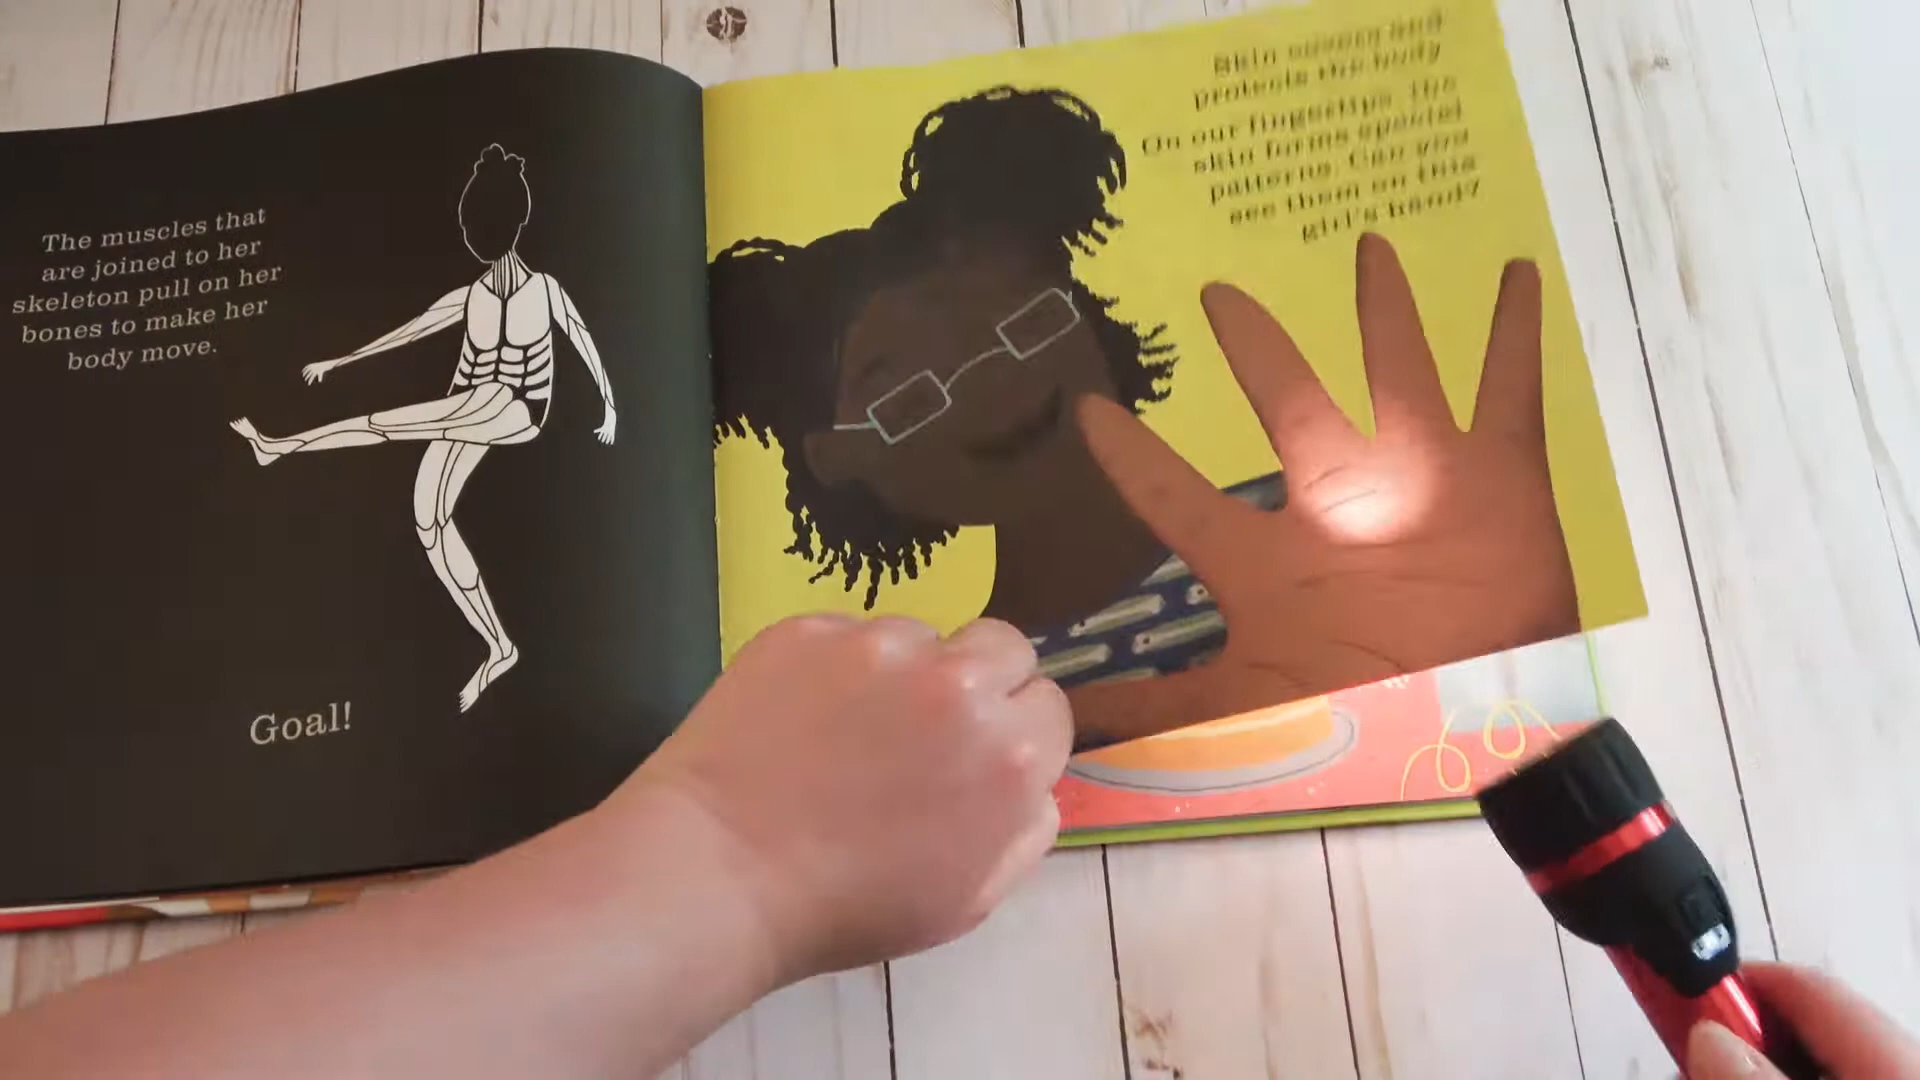 The muscles that
are joined to her
skeleton pull on her
bones to make her
body move.
Goal!
Skin covers and
protects the body
On our fingertips, the
skin forms special
patterns. Can you
see them on this
girl's hand?